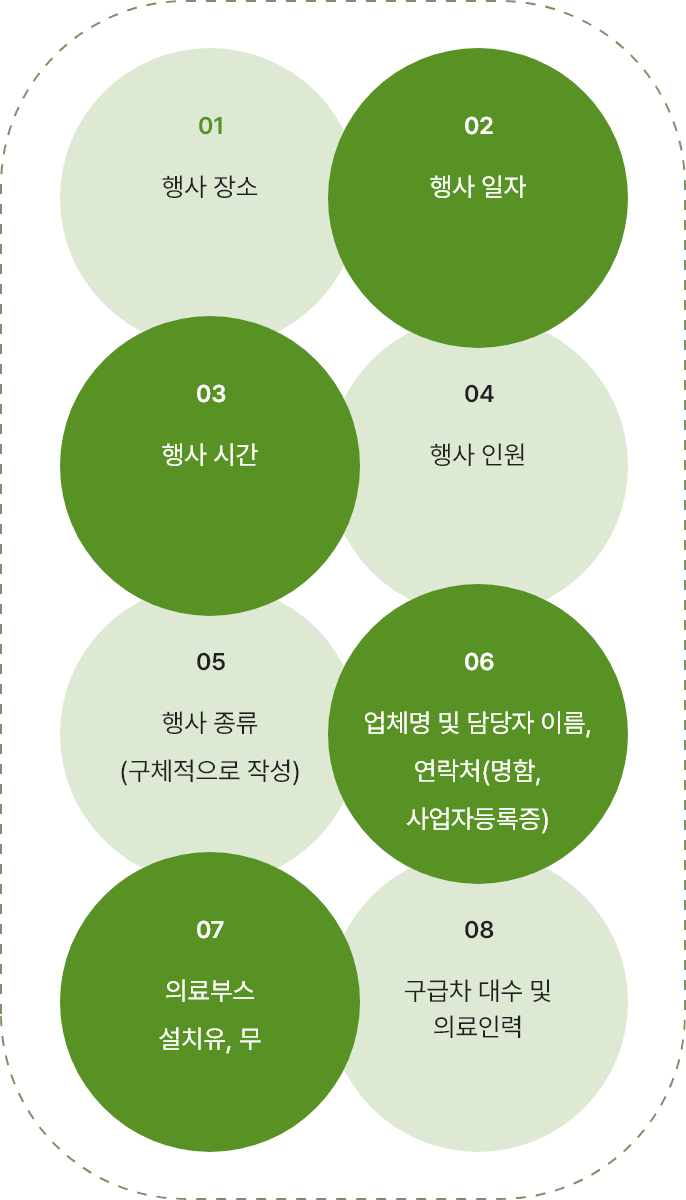 01
행사 장소
02
행사 일자
03
행사 시간
04
행사 인원
05
행사 종류
(구체적으로 작성)
06
업체명 및 담당자 이름,
연락처(명함,
사업자등록증)
07
의료부스
설치유, 무
08
구급차 대수 및
의료인력